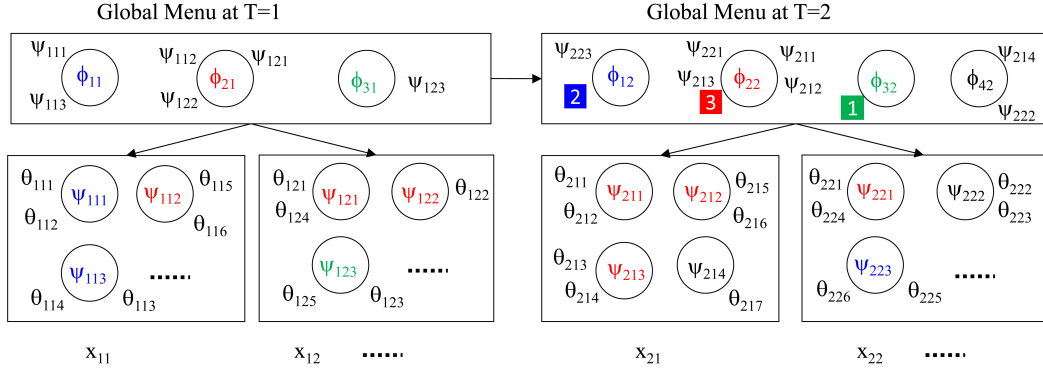 Global Menu at T=1
Global Menu at T=2
ψ111 ψ113 ϕ11 ψ112 ψ122 ϕ21 ψ121 ϕ31 ψ123
ψ223 2 ϕ12 ψ221 ψ213 3 ϕ22 ψ211 ψ212 1 ϕ32 ϕ42 ψ214 ψ222
θ111 ψ111 ψ112 θ115
θ112 θ116
ψ113
θ114 θ113
θ121 ψ121 ψ122 θ122
θ124
ψ123
θ125 θ123
θ211 ψ211 ψ212 θ215
θ212 θ216
θ213 ψ213 ψ214
θ214 θ217
θ221 ψ221 ψ222 θ222
θ224 θ223
ψ223
θ226 θ225
x11 x12 x21 x22